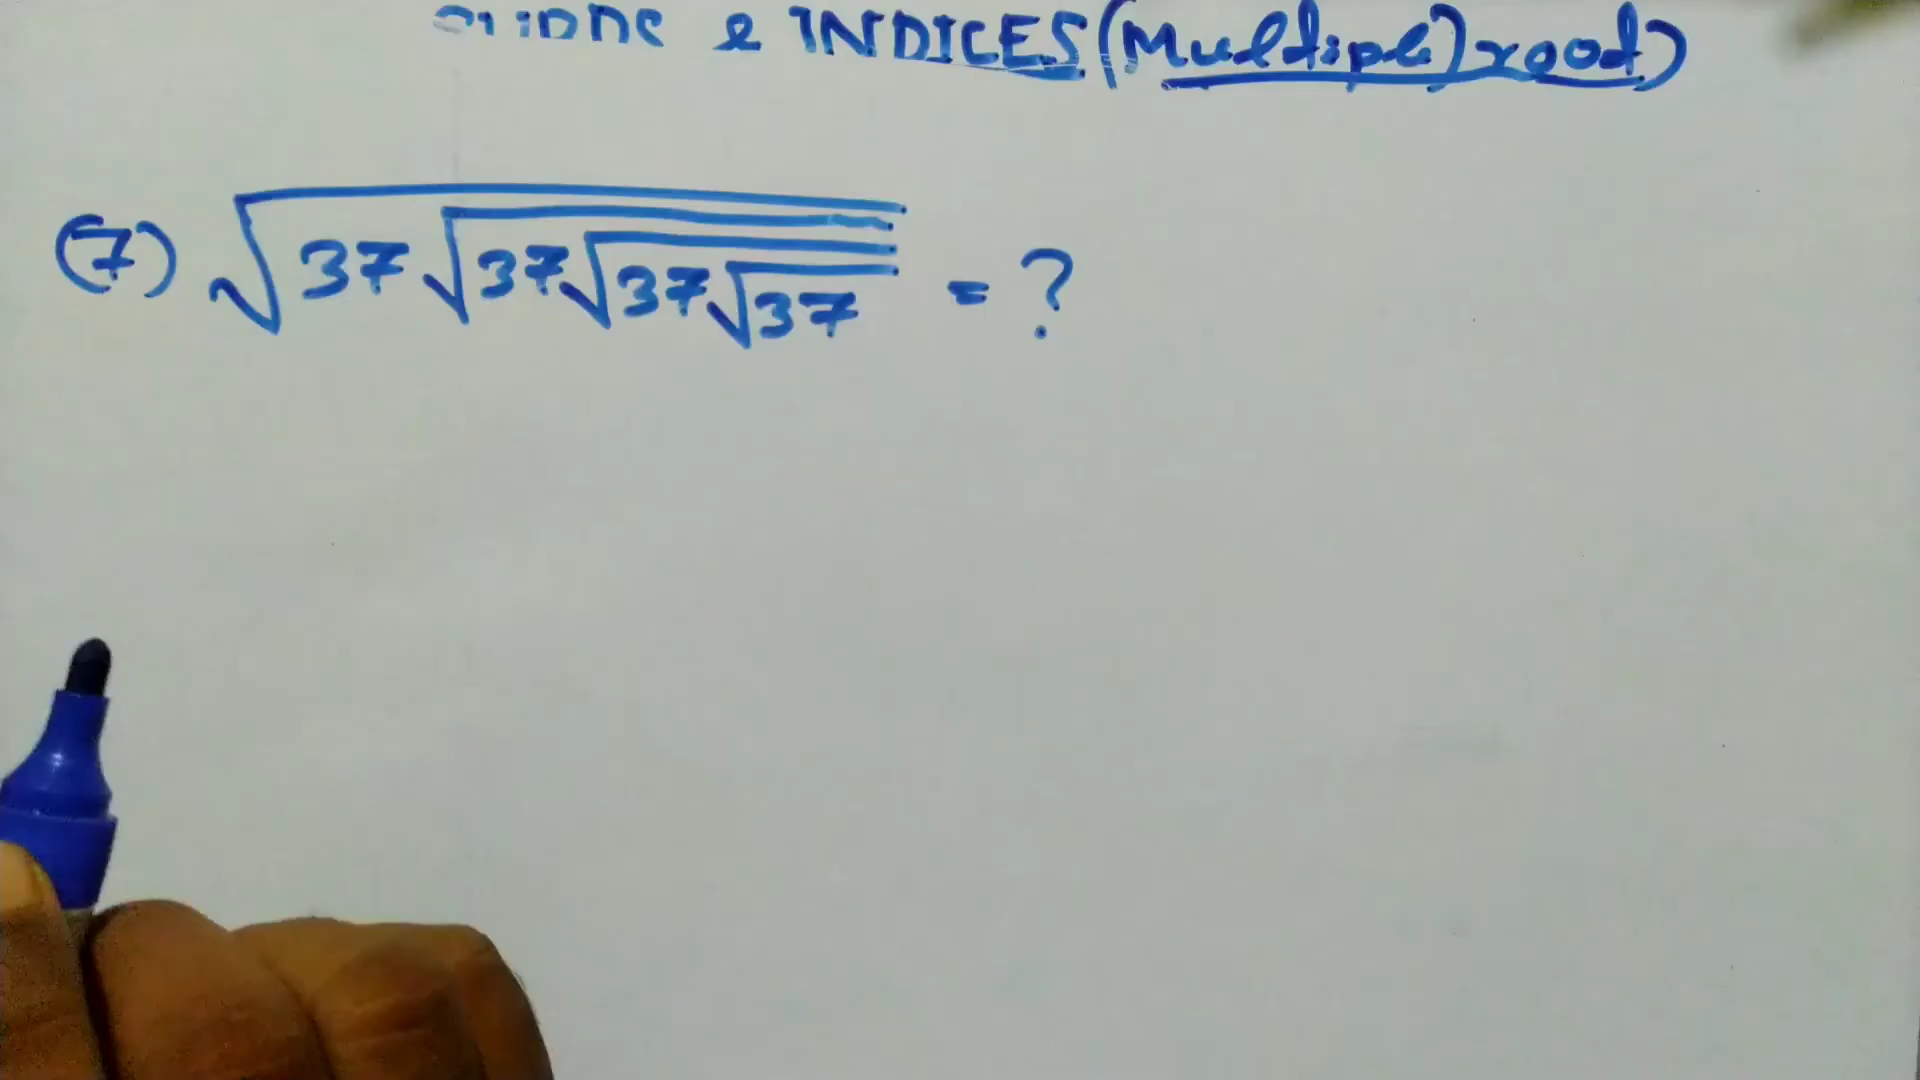 & INDICES (Multiple root)
(7) √37√37√37√37 = ?